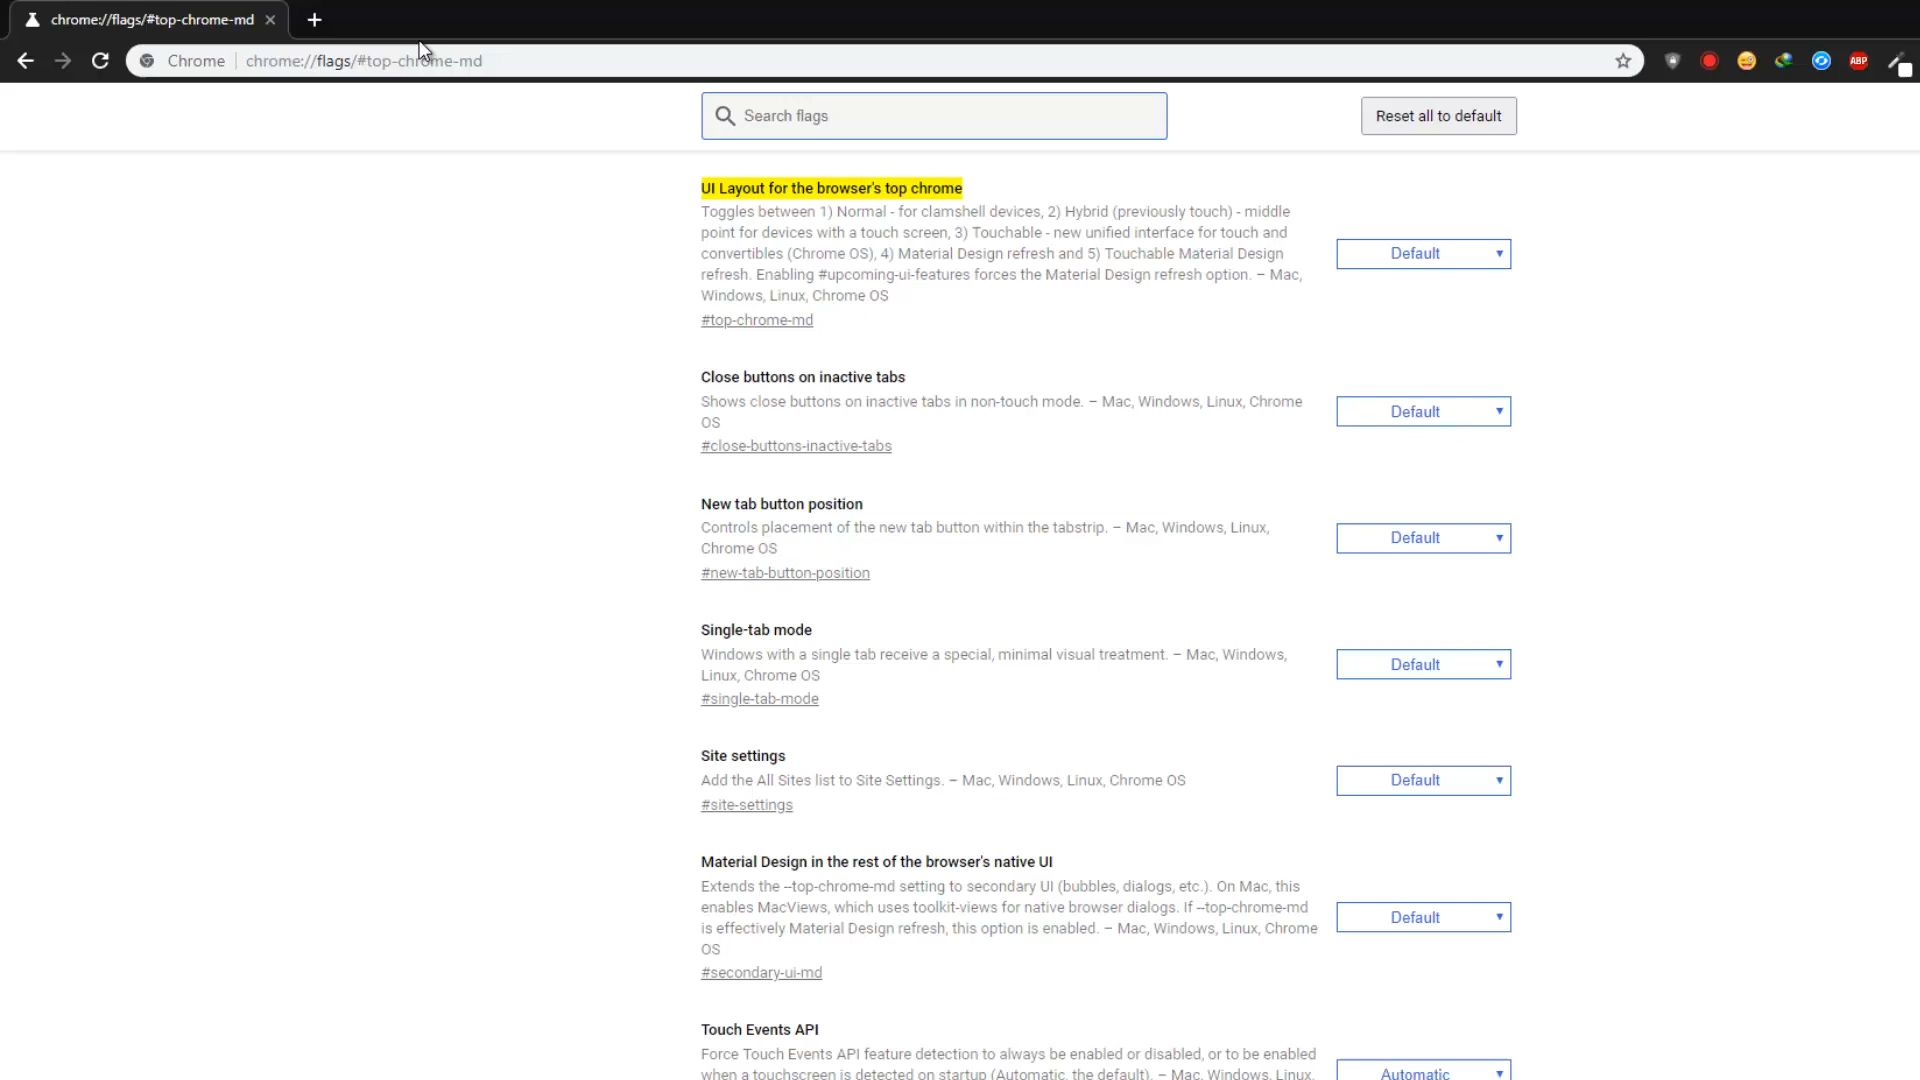 chrome://flags/#top-chrome-md
Chrome | chrome://flags/#top-chrome-md
ABP
Search flags
Reset all to default
UI Layout for the browser's top chrome
Toggles between 1) Normal - for clamshell devices, 2) Hybrid (previously touch) - middle
point for devices with a touch screen, 3) Touchable - new unified interface for touch and
convertibles (Chrome OS), 4) Material Design refresh and 5) Touchable Material Design
refresh. Enabling #upcoming-ui-features forces the Material Design refresh option. – Mac,
Windows, Linux, Chrome OS
#top-chrome-md
Default
Close buttons on inactive tabs
Shows close buttons on inactive tabs in non-touch mode. – Mac, Windows, Linux, Chrome
OS
#close-buttons-inactive-tabs
Default
New tab button position
Controls placement of the new tab button within the tabstrip. – Mac, Windows, Linux,
Chrome OS
#new-tab-button-position
Default
Single-tab mode
Windows with a single tab receive a special, minimal visual treatment. – Mac, Windows,
Linux, Chrome OS
#single-tab-mode
Default
Site settings
Add the All Sites list to Site Settings. – Mac, Windows, Linux, Chrome OS
#site-settings
Default
Material Design in the rest of the browser's native UI
Extends the --top-chrome-md setting to secondary UI (bubbles, dialogs, etc.). On Mac, this
enables MacViews, which uses toolkit-views for native browser dialogs. If --top-chrome-md
is effectively Material Design refresh, this option is enabled. – Mac, Windows, Linux, Chrome
OS
#secondary-ui-md
Default
Touch Events API
Force Touch Events API feature detection to always be enabled or disabled, or to be enabled
when a touchscreen is detected on startup (Automatic, the default). – Mac, Windows, Linux,
Automatic